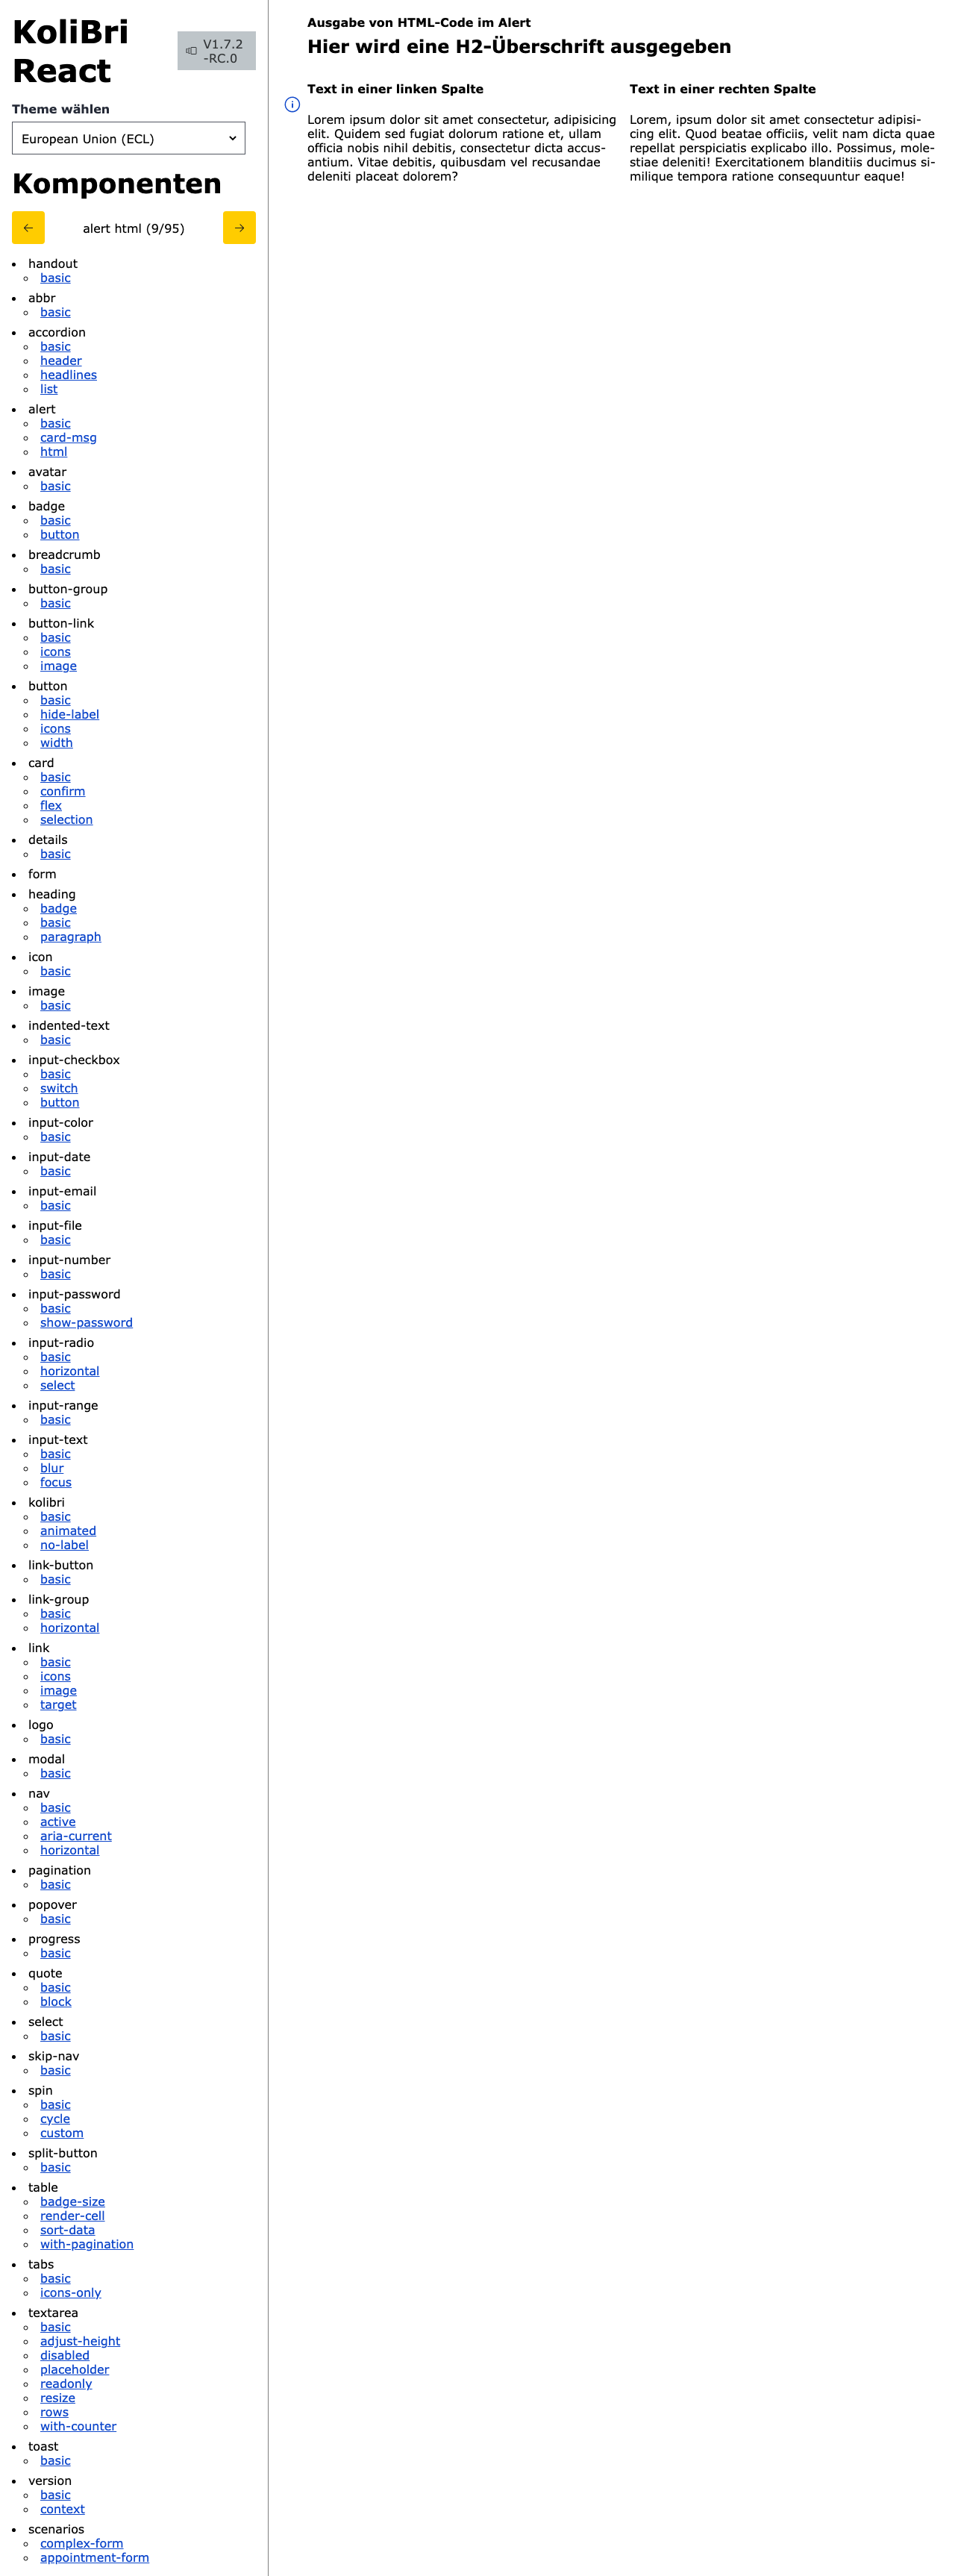 KoliBri
React
V1.7.2
-RC.0
Theme wählen
European Union (ECL)
Komponenten
alert html (9/95)
handout
basic
abbr
basic
accordion
basic
header
headlines
list
alert
basic
card-msg
html
avatar
basic
badge
basic
button
breadcrumb
basic
button-group
basic
button-link
basic
icons
image
button
basic
hide-label
icons
width
card
basic
confirm
flex
selection
details
basic
form
heading
badge
basic
paragraph
icon
basic
image
basic
indented-text
basic
input-checkbox
basic
switch
button
input-color
basic
input-date
basic
input-email
basic
input-file
basic
input-number
basic
input-password
basic
show-password
input-radio
basic
horizontal
select
input-range
basic
input-text
basic
blur
focus
kolibri
basic
animated
no-label
link-button
basic
link-group
basic
horizontal
link
basic
icons
image
target
logo
basic
modal
basic
nav
basic
active
aria-current
horizontal
pagination
basic
popover
basic
progress
basic
quote
basic
block
select
basic
skip-nav
basic
spin
basic
cycle
custom
split-button
basic
table
badge-size
render-cell
sort-data
with-pagination
tabs
basic
icons-only
textarea
basic
adjust-height
disabled
placeholder
readonly
resize
rows
with-counter
toast
basic
version
basic
context
scenarios
complex-form
appointment-form
Ausgabe von HTML-Code im Alert
Hier wird eine H2-Überschrift ausgegeben
Text in einer linken Spalte
Lorem ipsum dolor sit amet consectetur, adipisicing
elit. Quidem sed fugiat dolorum ratione et, ullam
officia nobis nihil debitis, consectetur dicta accus-
antium. Vitae debitis, quibusdam vel recusandae
deleniti placeat dolorem?
Text in einer rechten Spalte
Lorem, ipsum dolor sit amet consectetur adipisi-
cing elit. Quod beatae officiis, velit nam dicta quae
repellat perspiciatis explicabo illo. Possimus, mole-
stiae deleniti! Exercitationem blanditiis ducimus si-
milique tempora ratione consequuntur eaque!